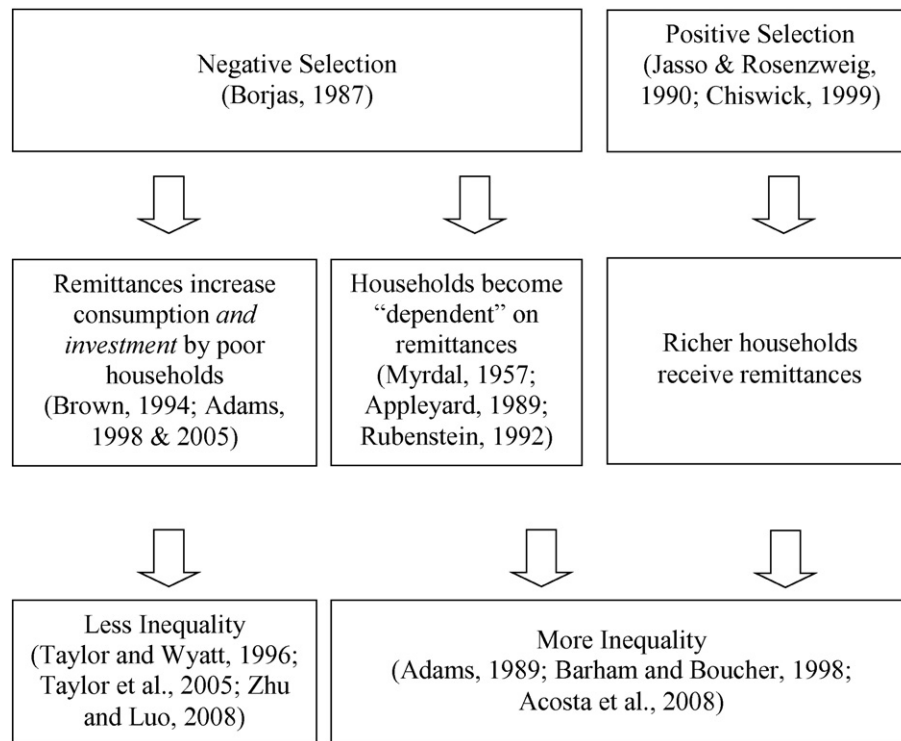 Negative Selection
(Borjas, 1987)
Positive Selection
(Jasso & Rosenzweig,
1990; Chiswick, 1999)
Remittances increase
consumption and
investment by poor
households
(Brown, 1994; Adams,
1998 & 2005)
Households become
“dependent” on
remittances
(Myrdal, 1957;
Appleyard, 1989;
Rubenstein, 1992)
Richer households
receive remittances
Less Inequality
(Taylor and Wyatt, 1996;
Taylor et al., 2005; Zhu
and Luo, 2008)
More Inequality
(Adams, 1989; Barham and Boucher, 1998;
Acosta et al., 2008)